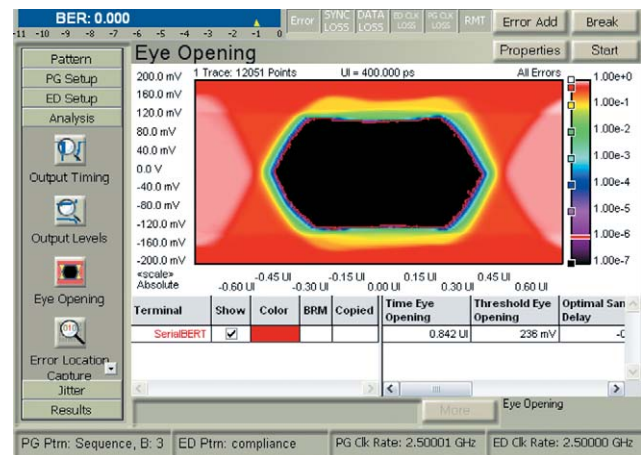 BER: 0.000
-11 -10 -9 -8 -7 -6 -5 -4 -3 -2 -1 0
Error
SYNC LOSS
DATA LOSS
ED CLK LOSS
PG CLK LOSS
RMT
Error Add
Break
Eye Opening
Properties
Start
Pattern
PG Setup
ED Setup
Analysis
Output Timing
Output Levels
Eye Opening
Error Location
Capture
Jitter
Results
1 Trace: 12051 Points
UI = 400.000 ps
All Errors
200.0 mV
160.0 mV
120.0 mV
80.0 mV
40.0 mV
0.0 V
-40.0 mV
-80.0 mV
-120.0 mV
-160.0 mV
-200.0 mV
1.00e+0
1.00e-1
1.00e-2
1.00e-3
1.00e-4
1.00e-5
1.00e-6
1.00e-7
«scale»
Absolute
-0.45 UI -0.15 UI 0.15 UI 0.45 UI
-0.60 UI -0.30 UI 0.00 UI 0.30 UI 0.60 UI
Terminal Show Color BRM Copied Time Eye Opening Threshold Eye Opening Optimal San Delay
SerialBERT 0.842 UI 236 mV -0
More
Eye Opening
PG Ptrn: Sequence, B: 3 ED Ptrn: compliance PG Clk Rate: 2.50001 GHz ED Clk Rate: 2.50000 GHz